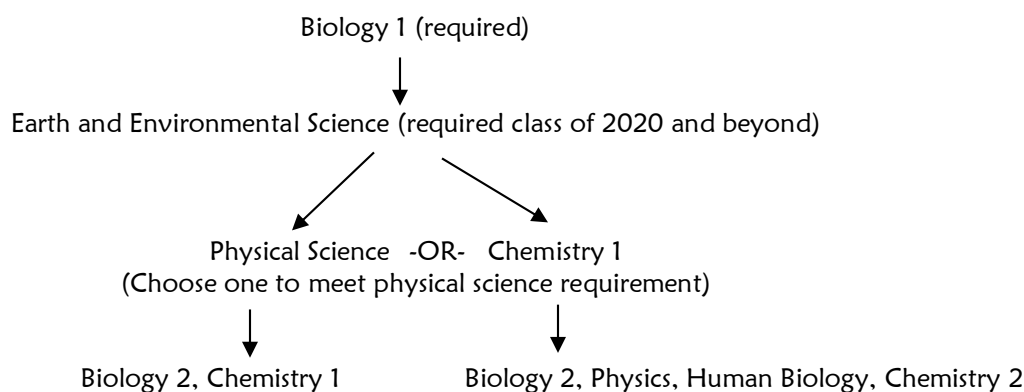 Biology 1 (required)
Earth and Environmental Science (required class of 2020 and beyond)
Physical Science -OR- Chemistry 1
(Choose one to meet physical science requirement)
Biology 2, Chemistry 1 Biology 2, Physics, Human Biology, Chemistry 2